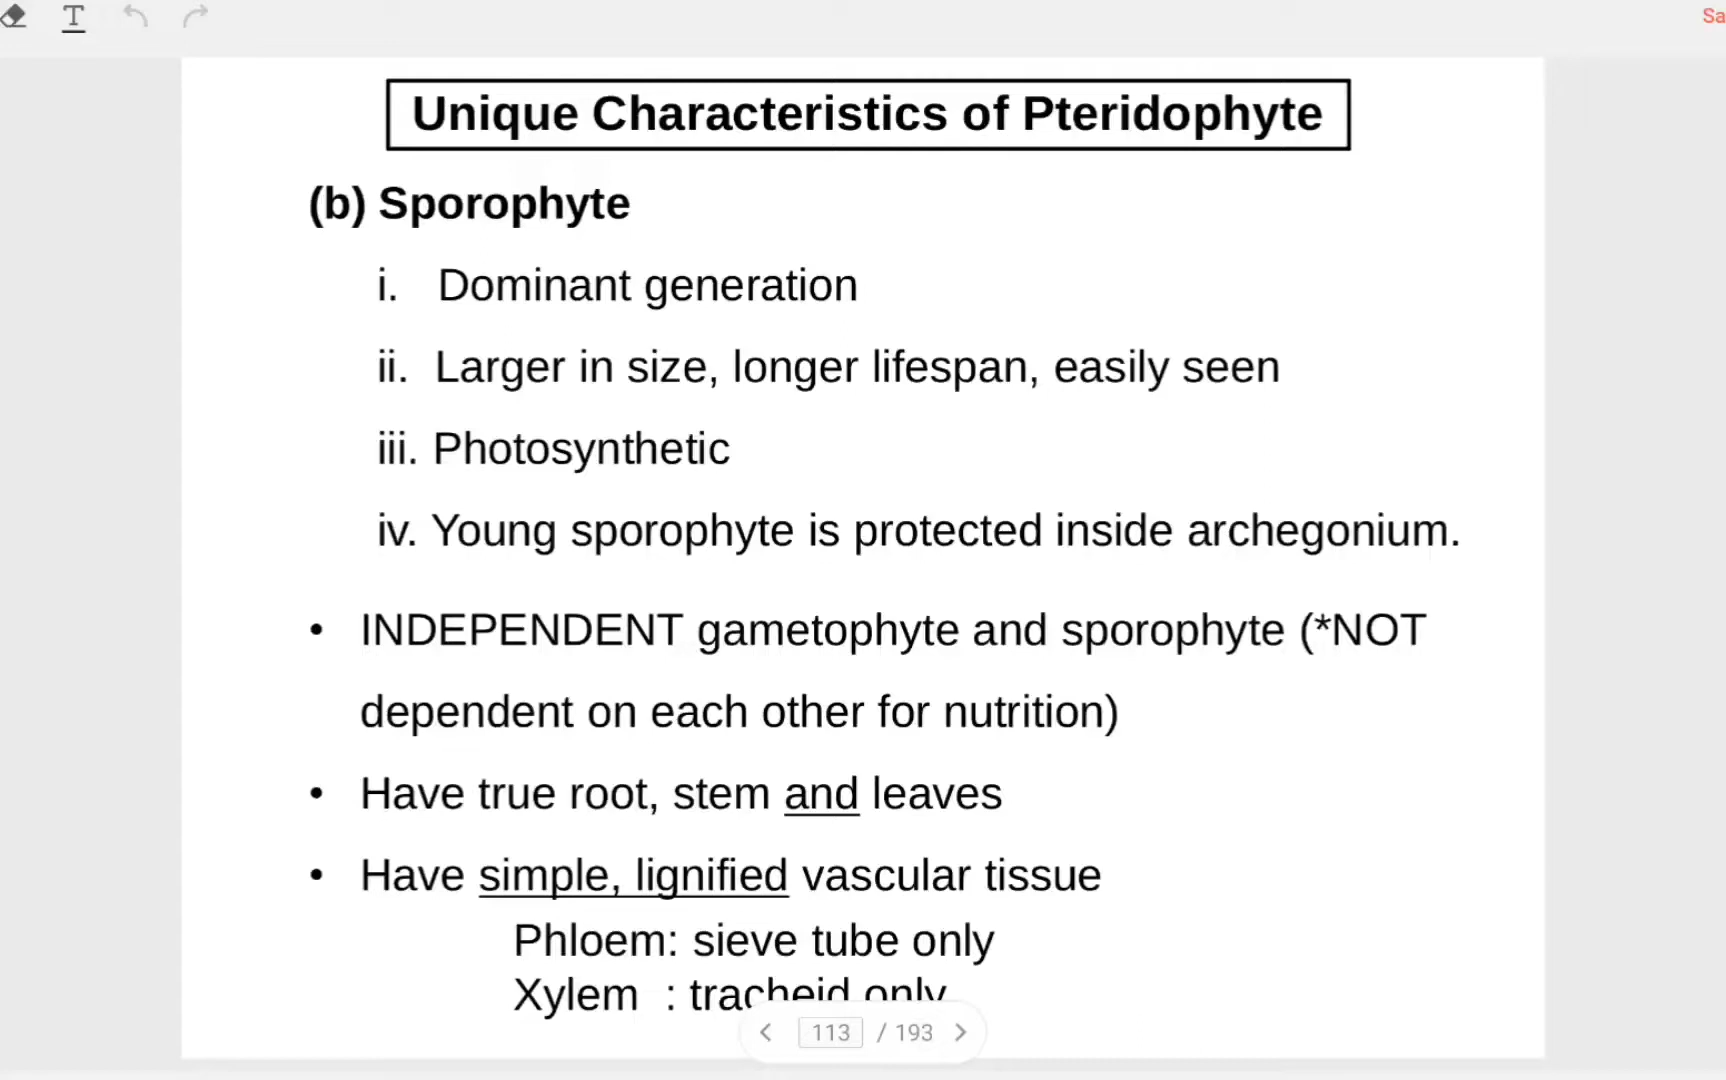 T
Sa
Unique Characteristics of Pteridophyte
(b) Sporophyte
i. Dominant generation
ii. Larger in size, longer lifespan, easily seen
iii. Photosynthetic
iv. Young sporophyte is protected inside archegonium.
• INDEPENDENT gametophyte and sporophyte (*NOT
dependent on each other for nutrition)
• Have true root, stem and leaves
• Have simple, lignified vascular tissue
Phloem: sieve tube only
Xylem : tracheid only
113 / 193